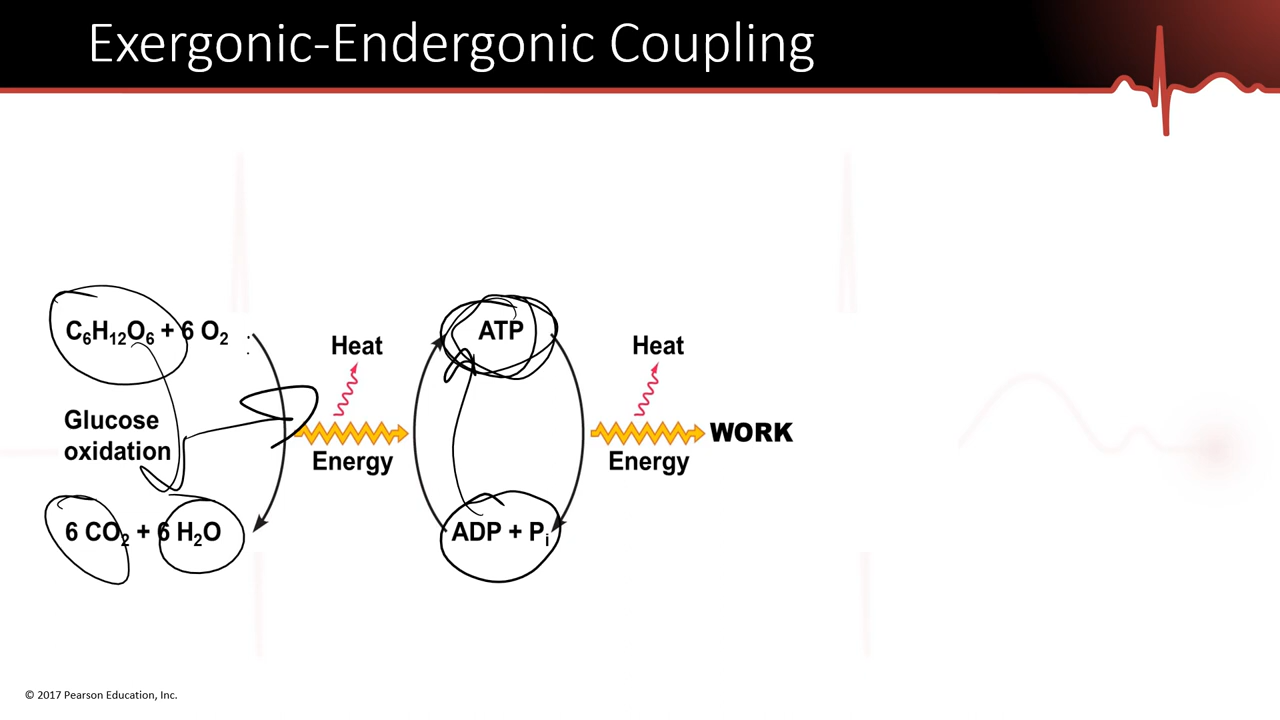 Exergonic-Endergonic Coupling
C₆H₁₂O₆ + 6 O₂
Glucose
oxidation
6 CO₂ + 6 H₂O
Heat
Energy
ATP
ADP + Pᵢ
Heat
Energy
WORK
© 2017 Pearson Education, Inc.